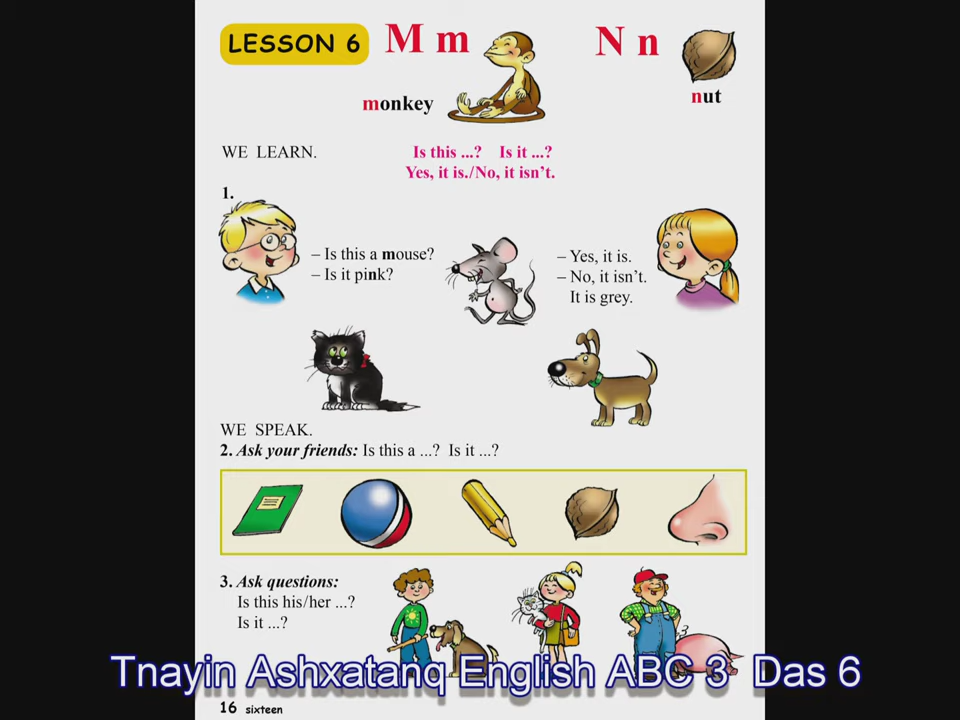 LESSON 6 M m N n
monkey nut
WE LEARN. Is this ...? Is it ...?
Yes, it is./No, it isn't.
1.
– Is this a mouse? – Yes, it is.
– Is it pink? – No, it isn't.
It is grey.
WE SPEAK.
2. Ask your friends: Is this a ...? Is it ...?
3. Ask questions:
Is this his/her ...?
Is it ...?
Tnayin Ashxatanq English ABC 3 Das 6
16 sixteen